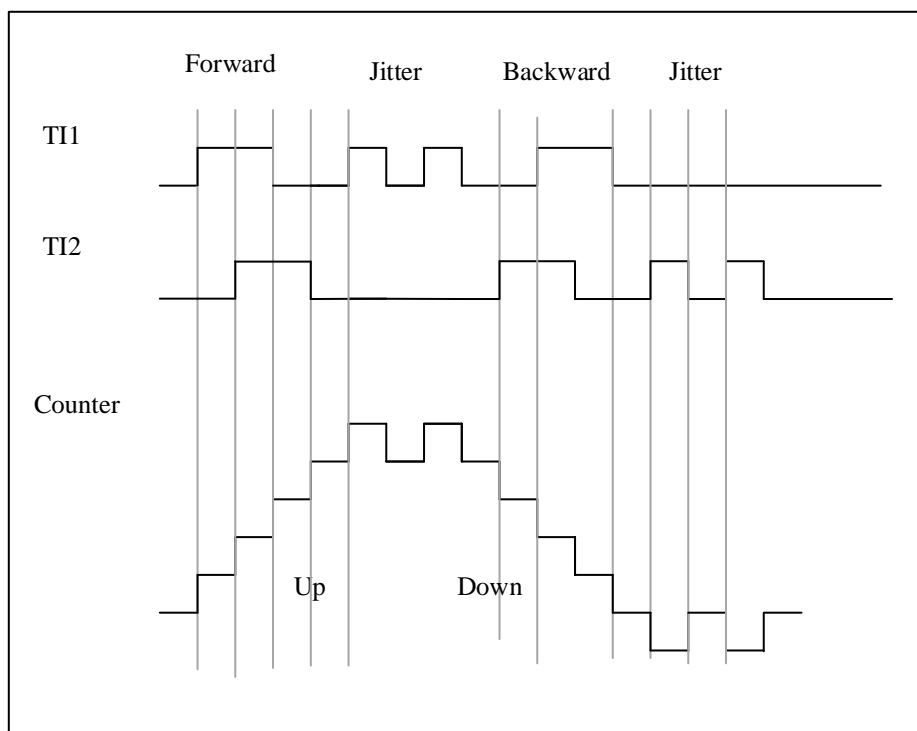 Forward
Jitter
Backward
Jitter
TI1
TI2
Counter
Up
Down